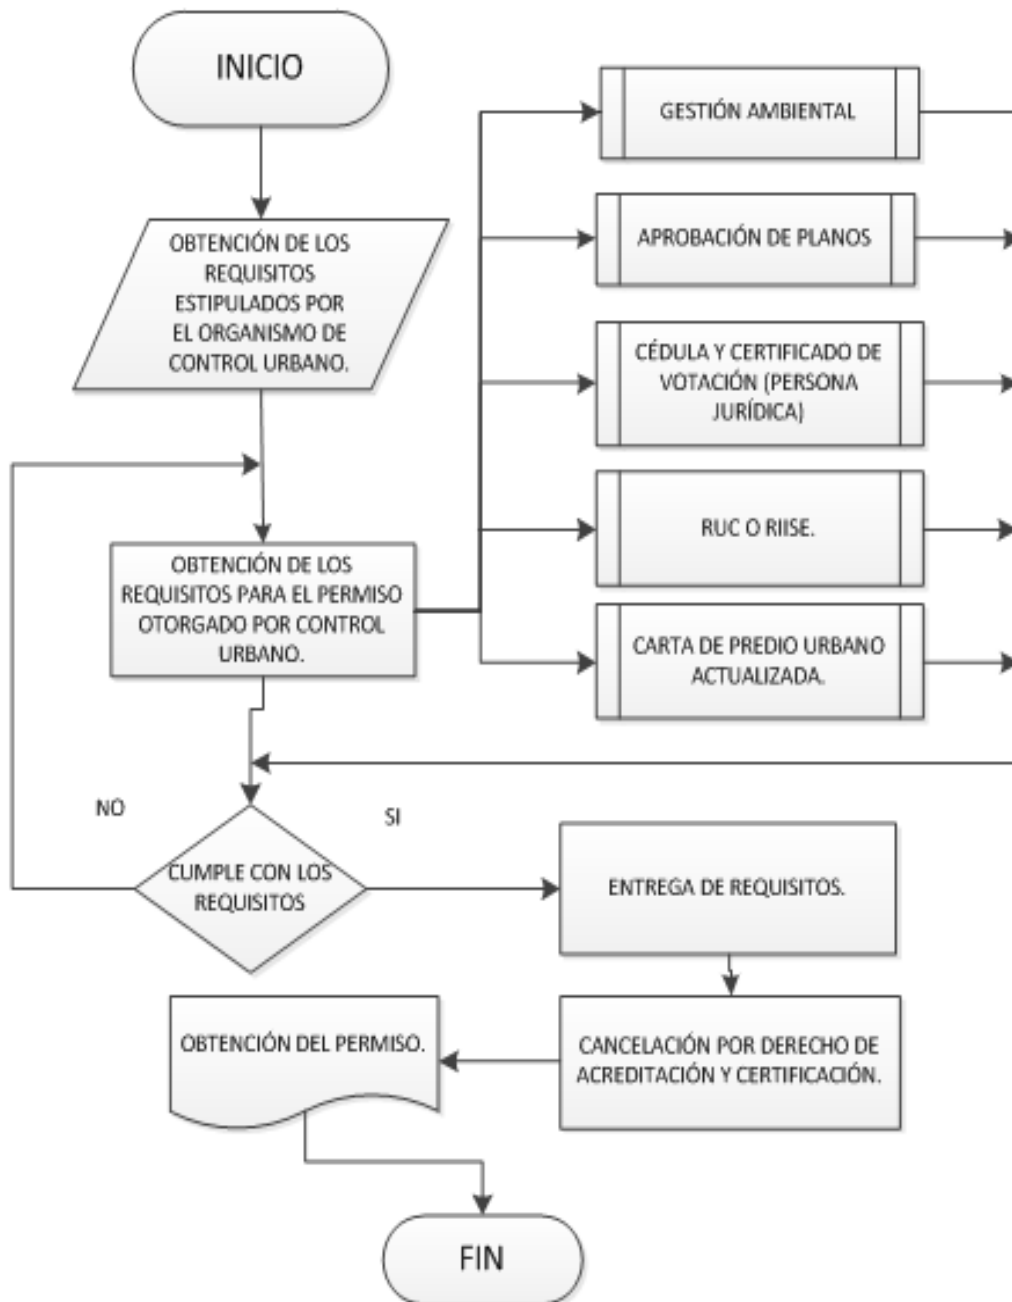 INICIO
OBTENCIÓN DE LOS
REQUISITOS
ESTIPULADOS POR
EL ORGANISMO DE
CONTROL URBANO.
OBTENCIÓN DE LOS
REQUISITOS PARA EL PERMISO
OTORGADO POR CONTROL
URBANO.
GESTIÓN AMBIENTAL
APROBACIÓN DE PLANOS
CÉDULA Y CERTIFICADO DE
VOTACIÓN (PERSONA
JURÍDICA)
RUC O RIISE.
CARTA DE PREDIO URBANO
ACTUALIZADA.
NO
SI
CUMPLE CON LOS
REQUISITOS
ENTREGA DE REQUISITOS.
CANCELACIÓN POR DERECHO DE
ACREDITACIÓN Y CERTIFICACIÓN.
OBTENCIÓN DEL PERMISO.
FIN